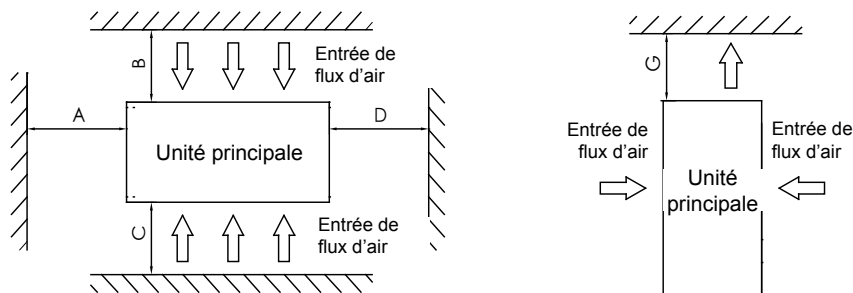 B
Entrée de
flux d'air
A
D
Unité principale
C
Entrée de
flux d'air
G
Entrée de
flux d'air
Entrée de
flux d'air
Unité
principale